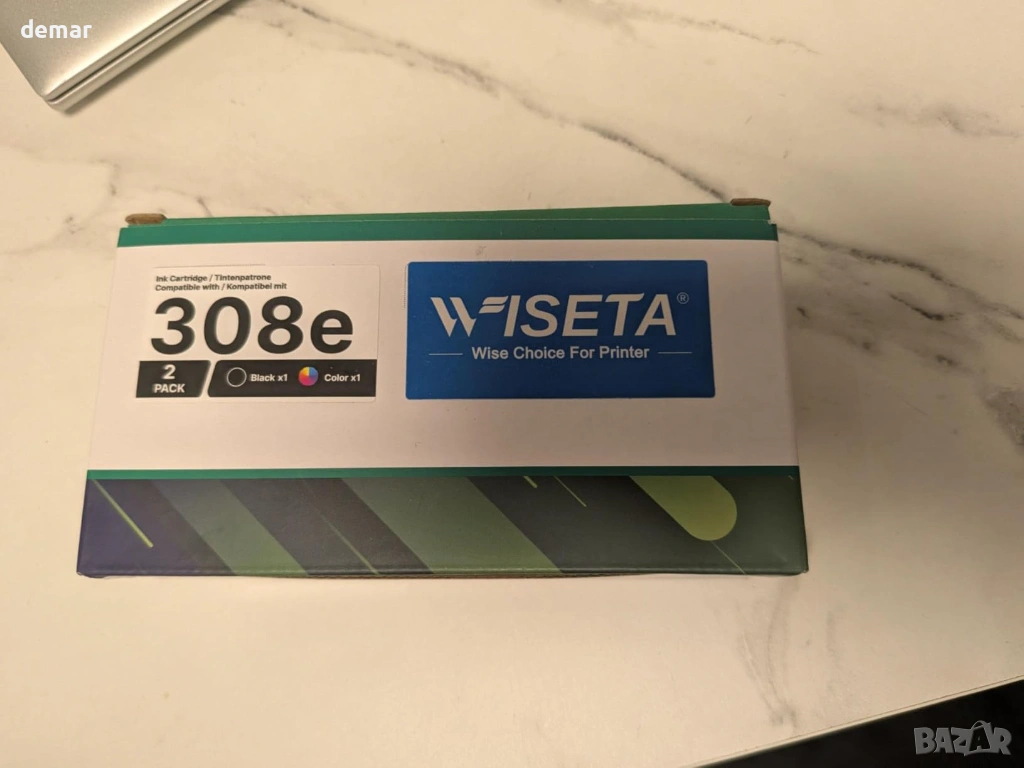 demar
Ink Cartridge / Tintenpatrone
Compatible with / Kompatibel mit
308e
2 PACK
Black x1
Color x1
WISETA®
Wise Choice For Printer
BAZAR